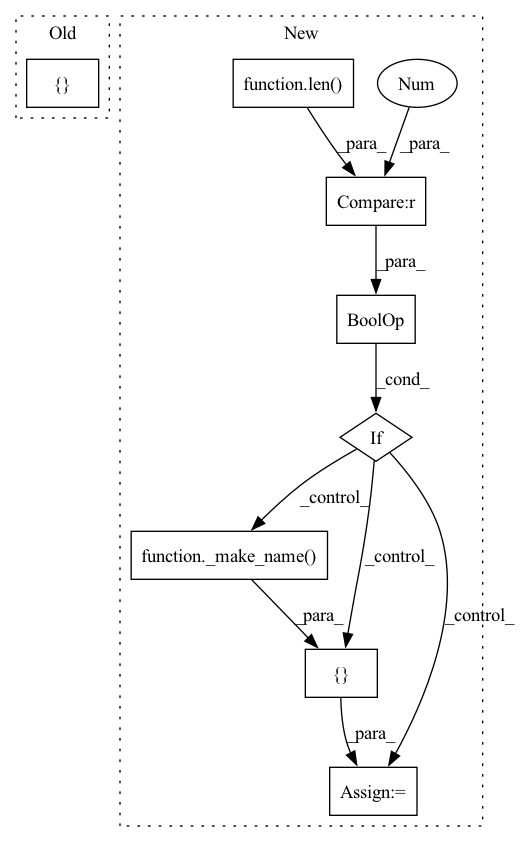 Old
New
{}
function.len()
Num
_para_
_para_
Compare:r
_para_
BoolOp
_cond_
If
_control_
function._make_name()
_control_
_control_
_para_
{}
_para_
Assign:=